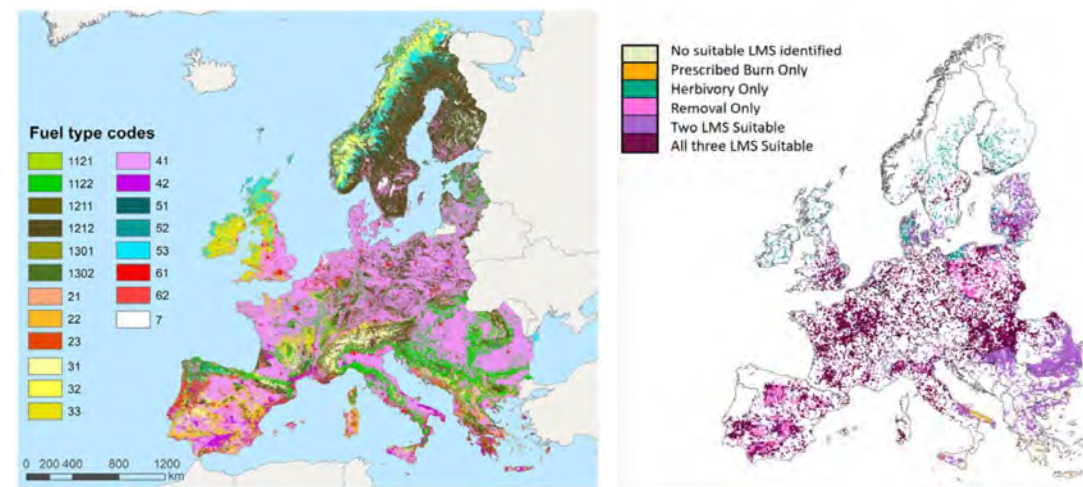 Fuel type codes
1121 41
1122 42
1211 51
1212 52
1301 53
1302 61
21 62
22 7
23
31
32
33
0 200 400 800 1200
km
No suitable LMS identified
Prescribed Burn Only
Herbivory Only
Removal Only
Two LMS Suitable
All three LMS Suitable